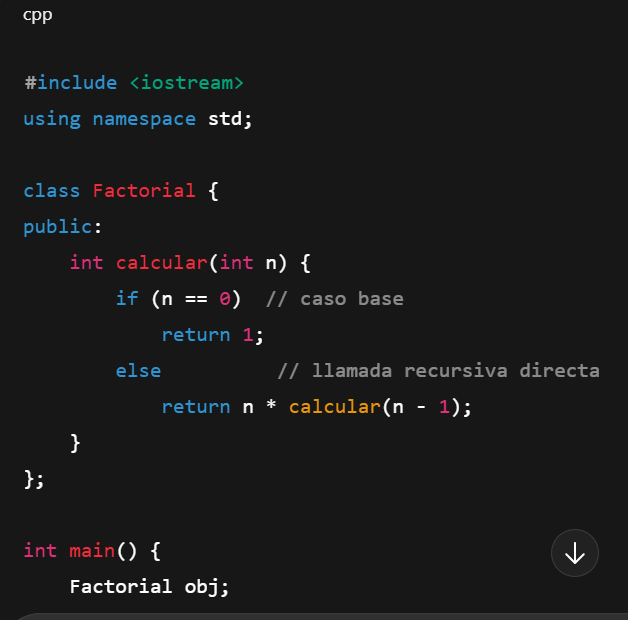 cpp
#include <iostream>
using namespace std;
class Factorial {
public:
    int calcular(int n) {
        if (n == 0)  // caso base
            return 1;
        else          // llamada recursiva directa
            return n * calcular(n - 1);
    }
};
int main() {
    Factorial obj;